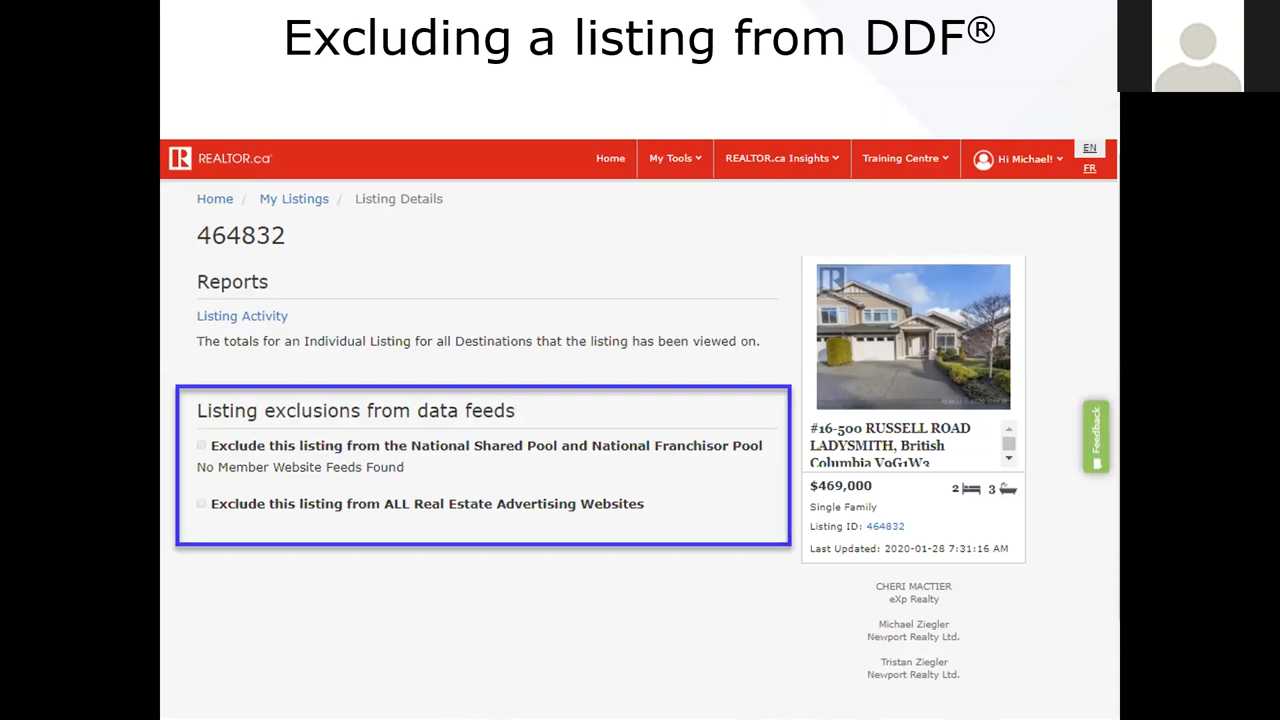 Excluding a listing from DDF®
REALTOR.ca®
Home
My Tools
REALTOR.ca Insights
Training Centre
Hi Michael!
EN
FR
Home / My Listings / Listing Details
464832
Reports
Listing Activity
The totals for an Individual Listing for all Destinations that the listing has been viewed on.
Listing exclusions from data feeds
Exclude this listing from the National Shared Pool and National Franchisor Pool
No Member Website Feeds Found
Exclude this listing from ALL Real Estate Advertising Websites
#16-500 RUSSELL ROAD
LADYSMITH, British
Columbia V9G1W3
$469,000
2
3
Single Family
Listing ID: 464832
Last Updated: 2020-01-28 7:31:16 AM
CHERI MACTIER
eXp Realty
Michael Ziegler
Newport Realty Ltd.
Tristan Ziegler
Newport Realty Ltd.
Feedback